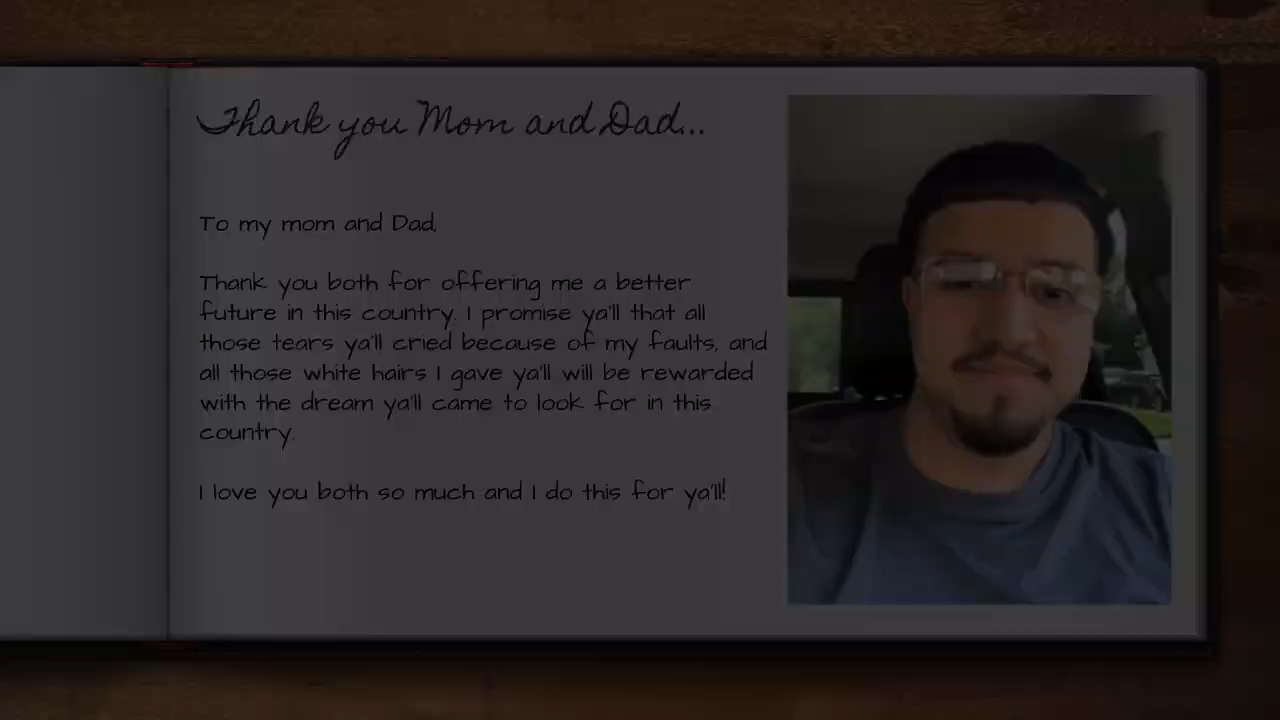 Thank you Mom and Dad...
To my mom and Dad,
Thank you both for offering me a better
future in this country. I promise ya'll that all
those tears ya'll cried because of my faults, and
all those white hairs I gave ya'll will be rewarded
with the dream ya'll came to look for in this
country.
I love you both so much and I do this for ya'll!